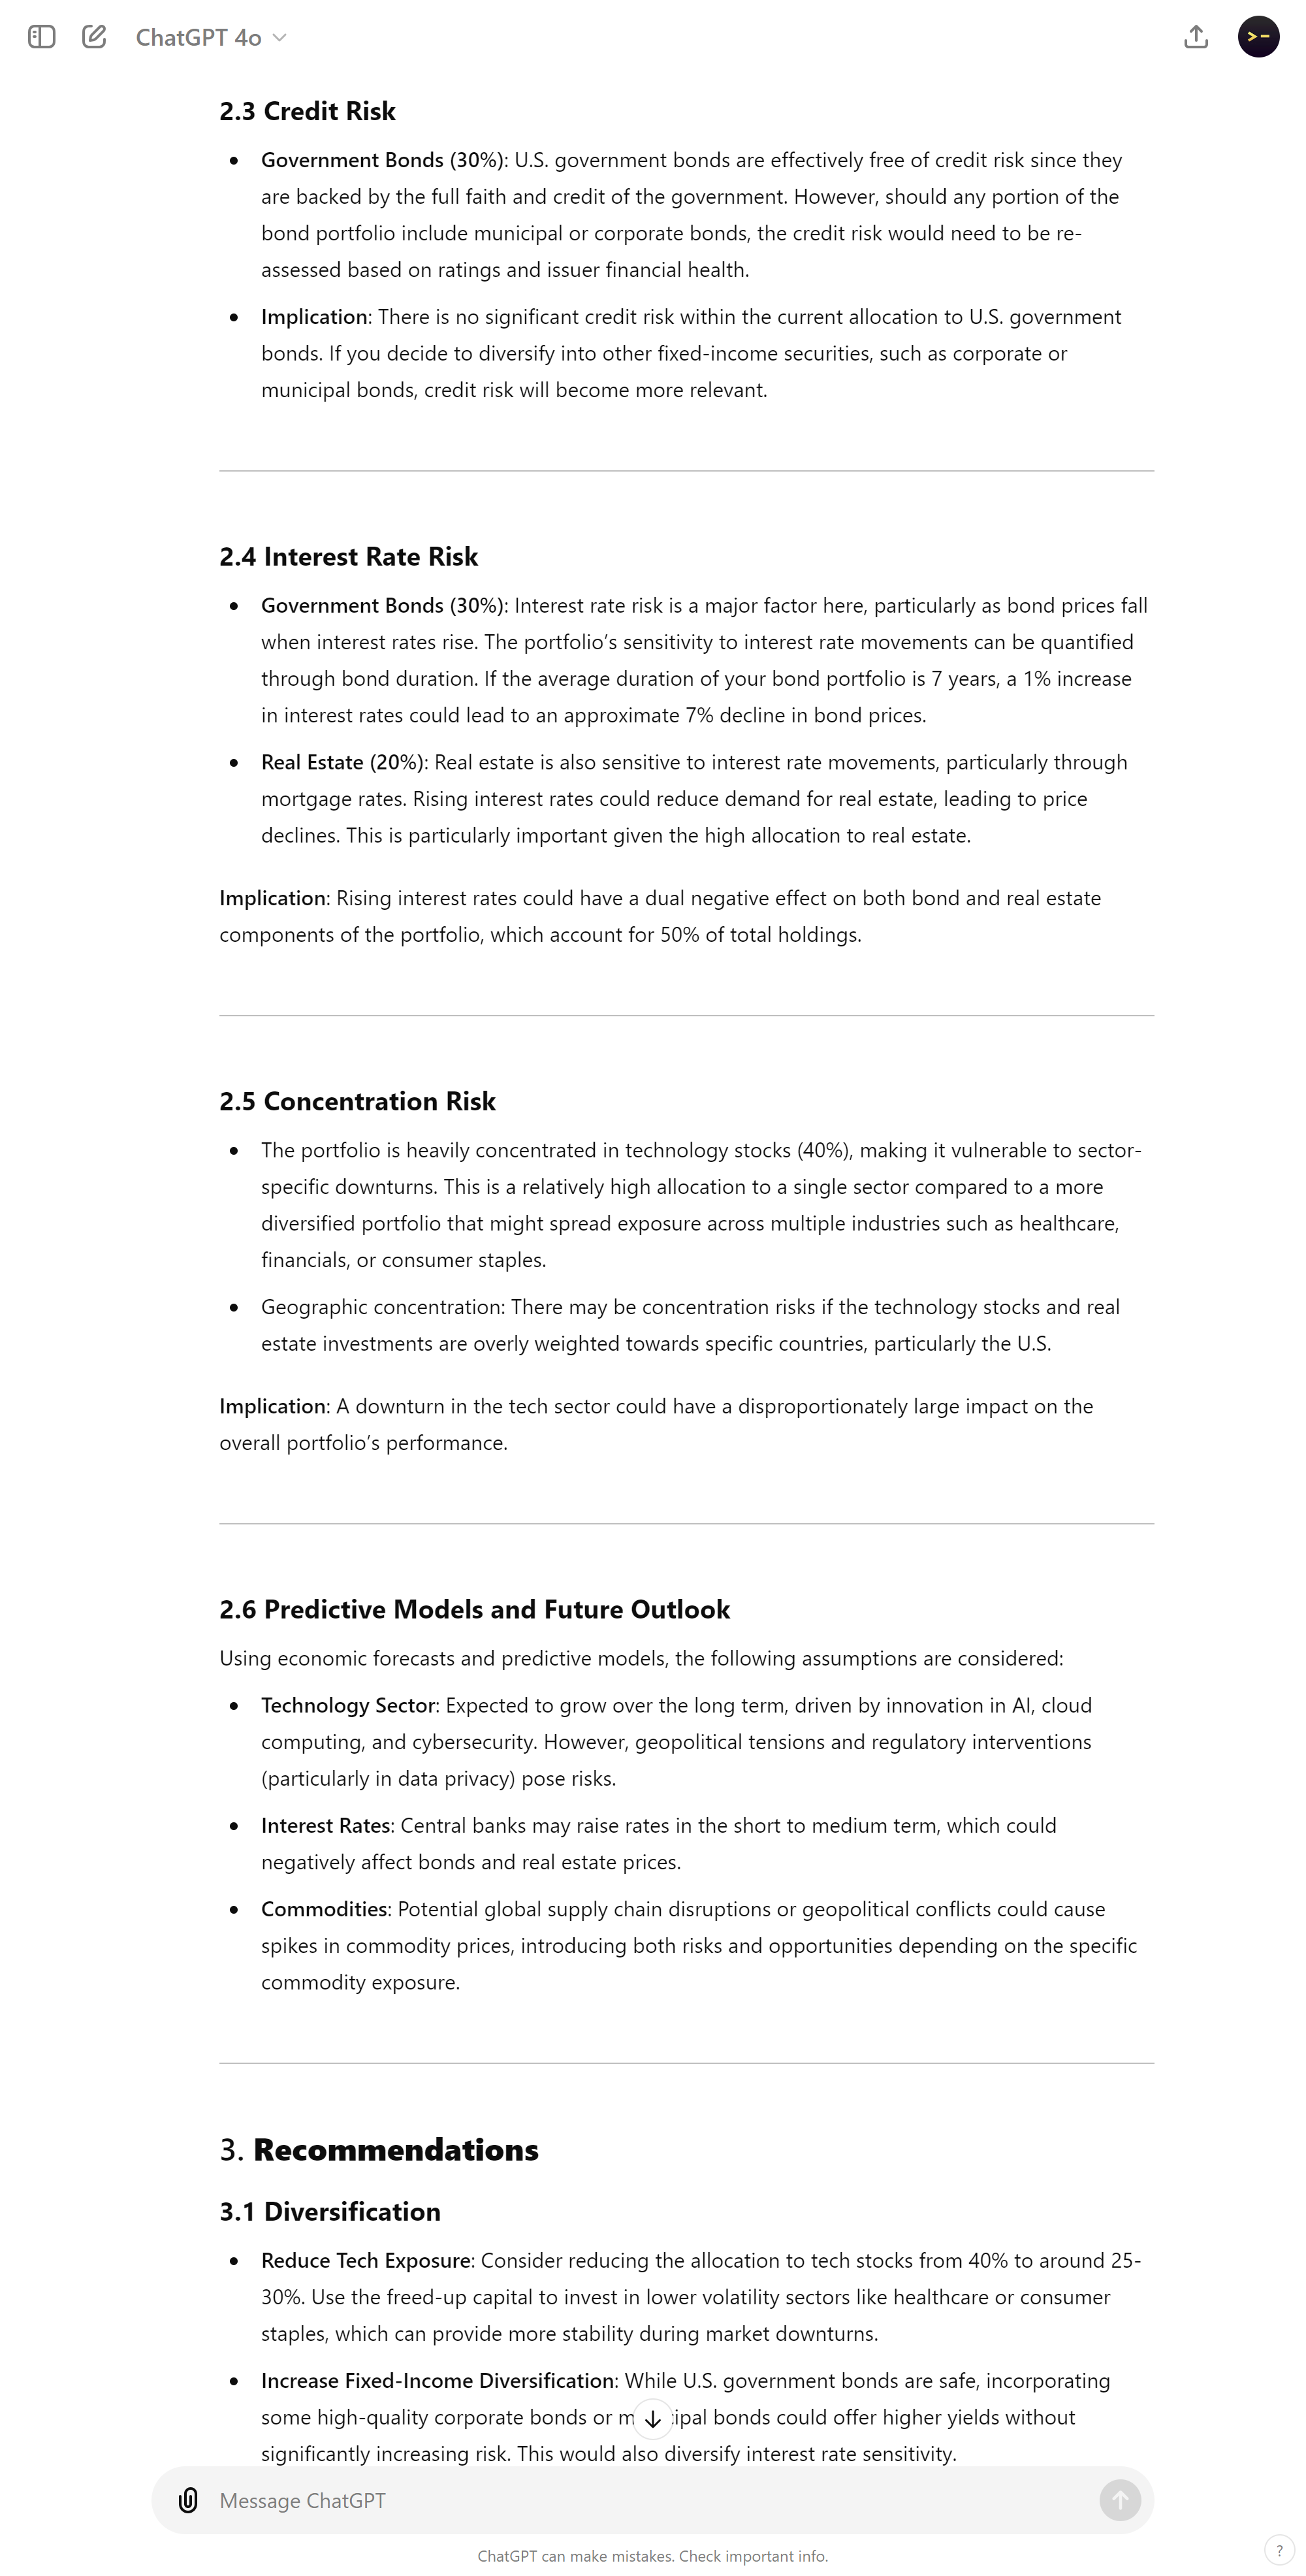 ChatGPT 4o
2.3 Credit Risk
Government Bonds (30%): U.S. government bonds are effectively free of credit risk since they
are backed by the full faith and credit of the government. However, should any portion of the
bond portfolio include municipal or corporate bonds, the credit risk would need to be re-
assessed based on ratings and issuer financial health.
Implication: There is no significant credit risk within the current allocation to U.S. government
bonds. If you decide to diversify into other fixed-income securities, such as corporate or
municipal bonds, credit risk will become more relevant.
2.4 Interest Rate Risk
Government Bonds (30%): Interest rate risk is a major factor here, particularly as bond prices fall
when interest rates rise. The portfolio’s sensitivity to interest rate movements can be quantified
through bond duration. If the average duration of your bond portfolio is 7 years, a 1% increase
in interest rates could lead to an approximate 7% decline in bond prices.
Real Estate (20%): Real estate is also sensitive to interest rate movements, particularly through
mortgage rates. Rising interest rates could reduce demand for real estate, leading to price
declines. This is particularly important given the high allocation to real estate.
Implication: Rising interest rates could have a dual negative effect on both bond and real estate
components of the portfolio, which account for 50% of total holdings.
2.5 Concentration Risk
The portfolio is heavily concentrated in technology stocks (40%), making it vulnerable to sector-
specific downturns. This is a relatively high allocation to a single sector compared to a more
diversified portfolio that might spread exposure across multiple industries such as healthcare,
financials, or consumer staples.
Geographic concentration: There may be concentration risks if the technology stocks and real
estate investments are overly weighted towards specific countries, particularly the U.S.
Implication: A downturn in the tech sector could have a disproportionately large impact on the
overall portfolio’s performance.
2.6 Predictive Models and Future Outlook
Using economic forecasts and predictive models, the following assumptions are considered:
Technology Sector: Expected to grow over the long term, driven by innovation in AI, cloud
computing, and cybersecurity. However, geopolitical tensions and regulatory interventions
(particularly in data privacy) pose risks.
Interest Rates: Central banks may raise rates in the short to medium term, which could
negatively affect bonds and real estate prices.
Commodities: Potential global supply chain disruptions or geopolitical conflicts could cause
spikes in commodity prices, introducing both risks and opportunities depending on the specific
commodity exposure.
3. Recommendations
3.1 Diversification
Reduce Tech Exposure: Consider reducing the allocation to tech stocks from 40% to around 25-
30%. Use the freed-up capital to invest in lower volatility sectors like healthcare or consumer
staples, which can provide more stability during market downturns.
Increase Fixed-Income Diversification: While U.S. government bonds are safe, incorporating
some high-quality corporate bonds or bonds could offer higher yields without
significantly increasing risk. This would also diversify interest rate sensitivity.
Message ChatGPT
ChatGPT can make mistakes. Check important info.
?